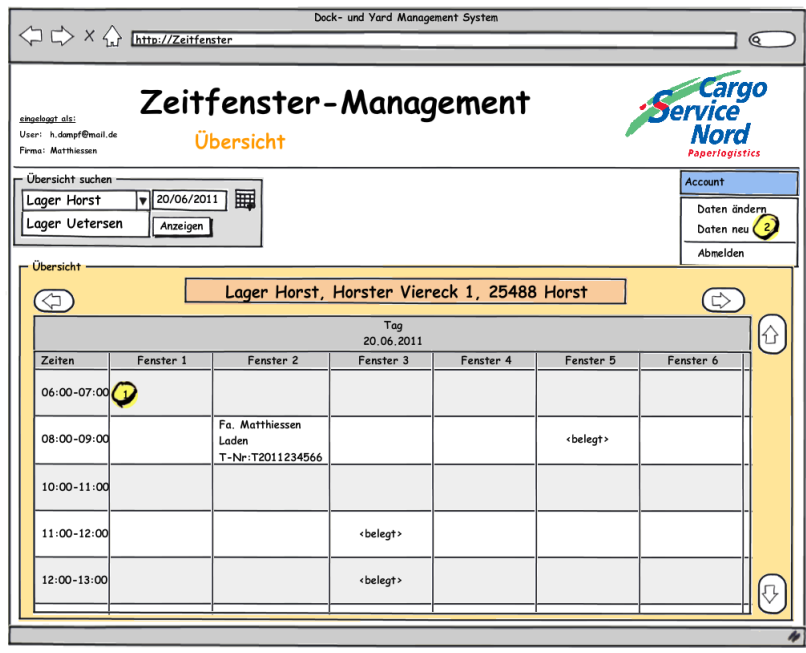 Dock- und Yard Management System
http://Zeitfenster
Zeitfenster-Management
Übersicht
eingeloggt als:
User: h.dampf@mail.de
Firma: Matthiessen
Cargo
Service
Nord
Paperlogistics
Übersicht suchen
Lager Horst 20/06/2011
Lager Uetersen Anzeigen
Account
Daten ändern
Daten neu 2
Abmelden
Übersicht
Lager Horst, Horster Viereck 1, 25488 Horst
Tag
20.06.2011
Zeiten Fenster 1 Fenster 2 Fenster 3 Fenster 4 Fenster 5 Fenster 6
06:00-07:00 1
Fa. Matthiessen
08:00-09:00 Laden <belegt>
T-Nr:T2011234566
10:00-11:00
11:00-12:00 <belegt>
12:00-13:00 <belegt>